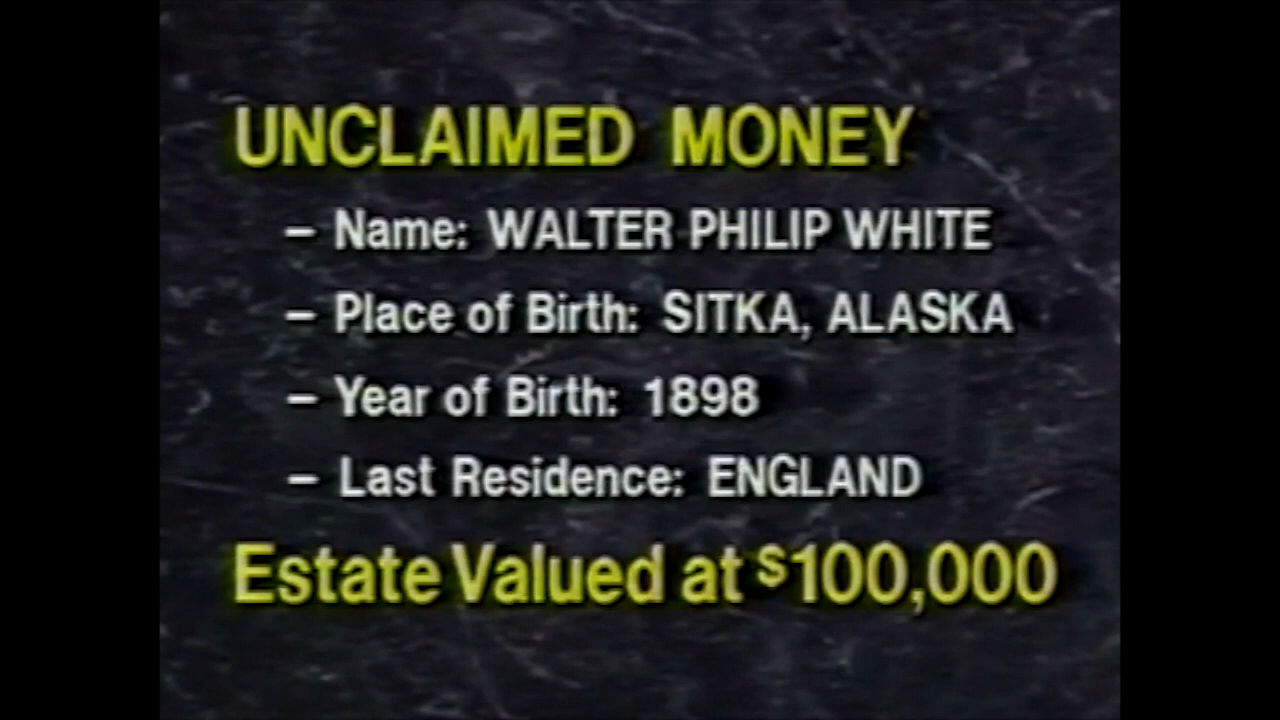 UNCLAIMED MONEY
– Name: WALTER PHILIP WHITE
– Place of Birth: SITKA, ALASKA
– Year of Birth: 1898
– Last Residence: ENGLAND
Estate Valued at $100,000